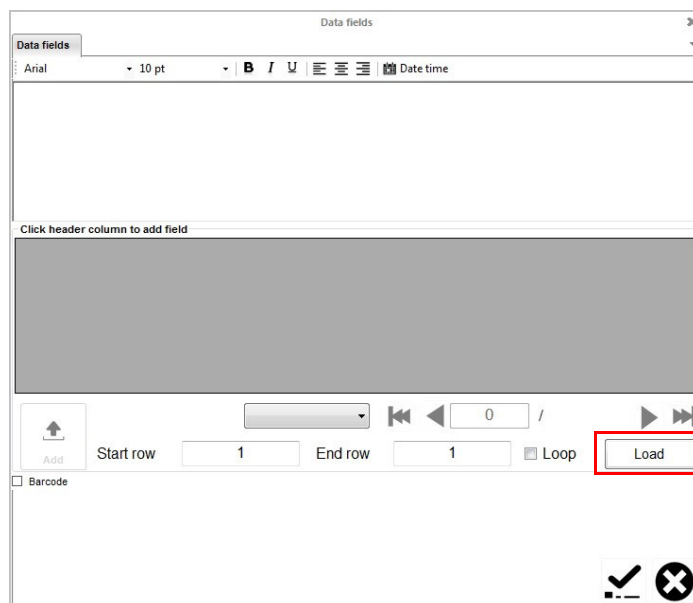 Data fields
Data fields
Arial 10 pt B I U Date time
Click header column to add field
0 /
Add Start row 1 End row 1 Loop Load
Barcode